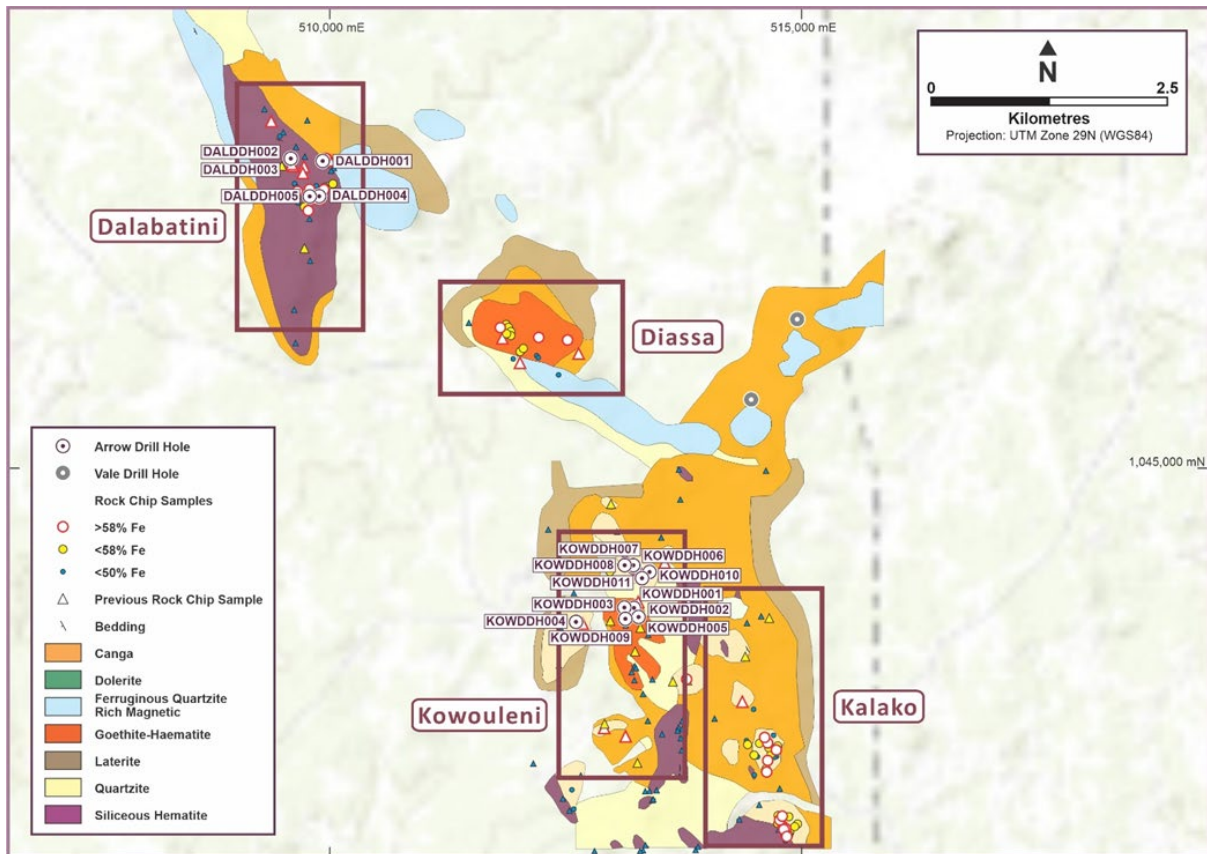 510,000 mE
515,000 mE
N
0
2.5
Kilometres
Projection: UTM Zone 29N (WGS84)
DALDDH002
DALDDH001
DALDDH003
DALDDH005
DALDDH004
Dalabatini
Diassa
1,045,000 mN
Arrow Drill Hole
Vale Drill Hole
Rock Chip Samples
>58% Fe
<58% Fe
<50% Fe
Previous Rock Chip Sample
Bedding
Canga
Dolerite
Ferruginous Quartzite
Rich Magnetic
Goethite-Haematite
Laterite
Quartzite
Siliceous Hematite
KOWDDH007
KOWDDH006
KOWDDH008
KOWDDH010
KOWDDH011
KOWDDH001
KOWDDH003
KOWDDH002
KOWDDH004
KOWDDH005
KOWDDH009
Kowouleni
Kalako